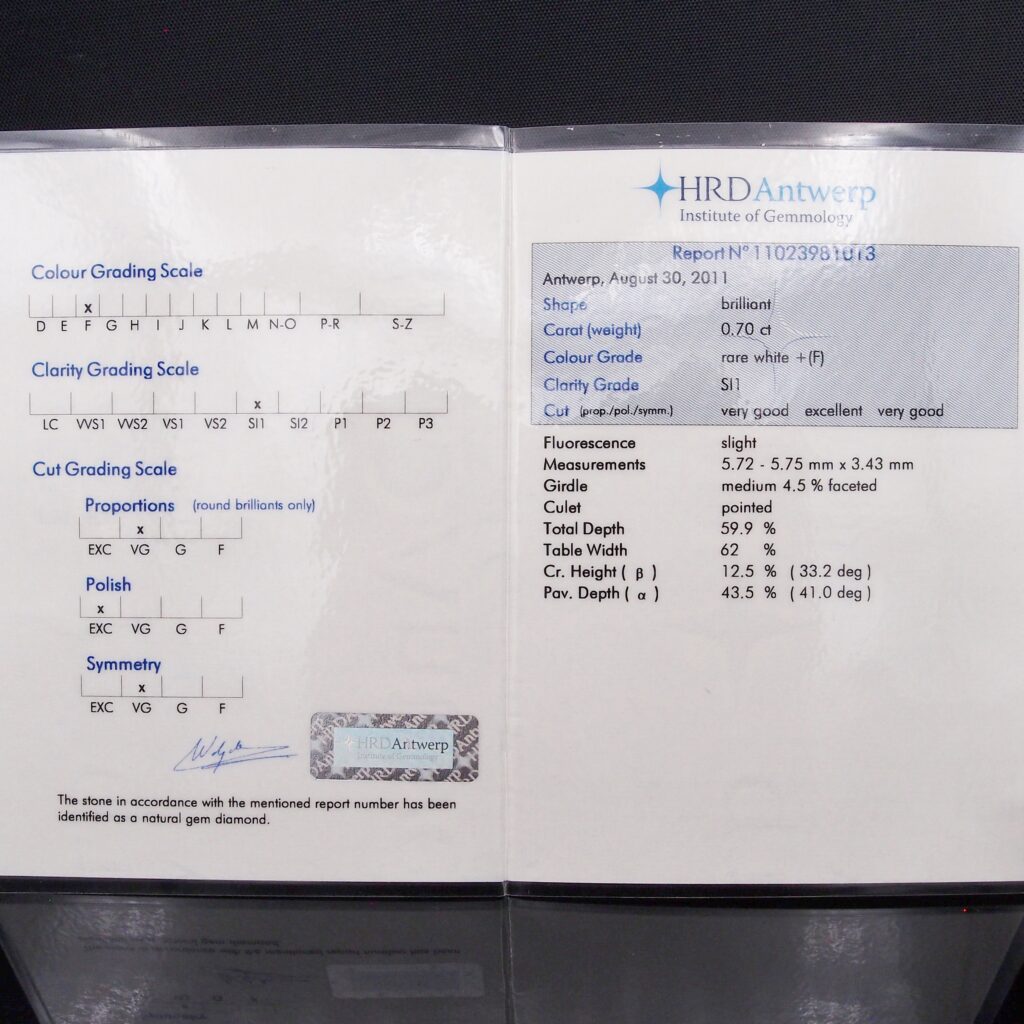 Colour Grading Scale
x
D E F G H I J K L M N-O P-R S-Z
Clarity Grading Scale
x
LC VVS1 VVS2 VS1 VS2 SI1 SI2 P1 P2 P3
Cut Grading Scale
Proportions (round brilliants only)
x
EXC VG G F
Polish
x
EXC VG G F
Symmetry
x
EXC VG G F
HRD Antwerp
Institute of Gemmology
The stone in accordance with the mentioned report number has been
identified as a natural gem diamond.
HRD Antwerp
Institute of Gemmology
Report N° 11023981013
Antwerp, August 30, 2011
Shape brilliant
Carat (weight) 0.70 ct
Colour Grade rare white +(F)
Clarity Grade SI1
Cut (prop./pol./symm.) very good excellent very good
Fluorescence slight
Measurements 5.72 - 5.75 mm x 3.43 mm
Girdle medium 4.5 % faceted
Culet pointed
Total Depth 59.9 %
Table Width 62 %
Cr. Height ( β ) 12.5 % ( 33.2 deg )
Pav. Depth ( α ) 43.5 % ( 41.0 deg )